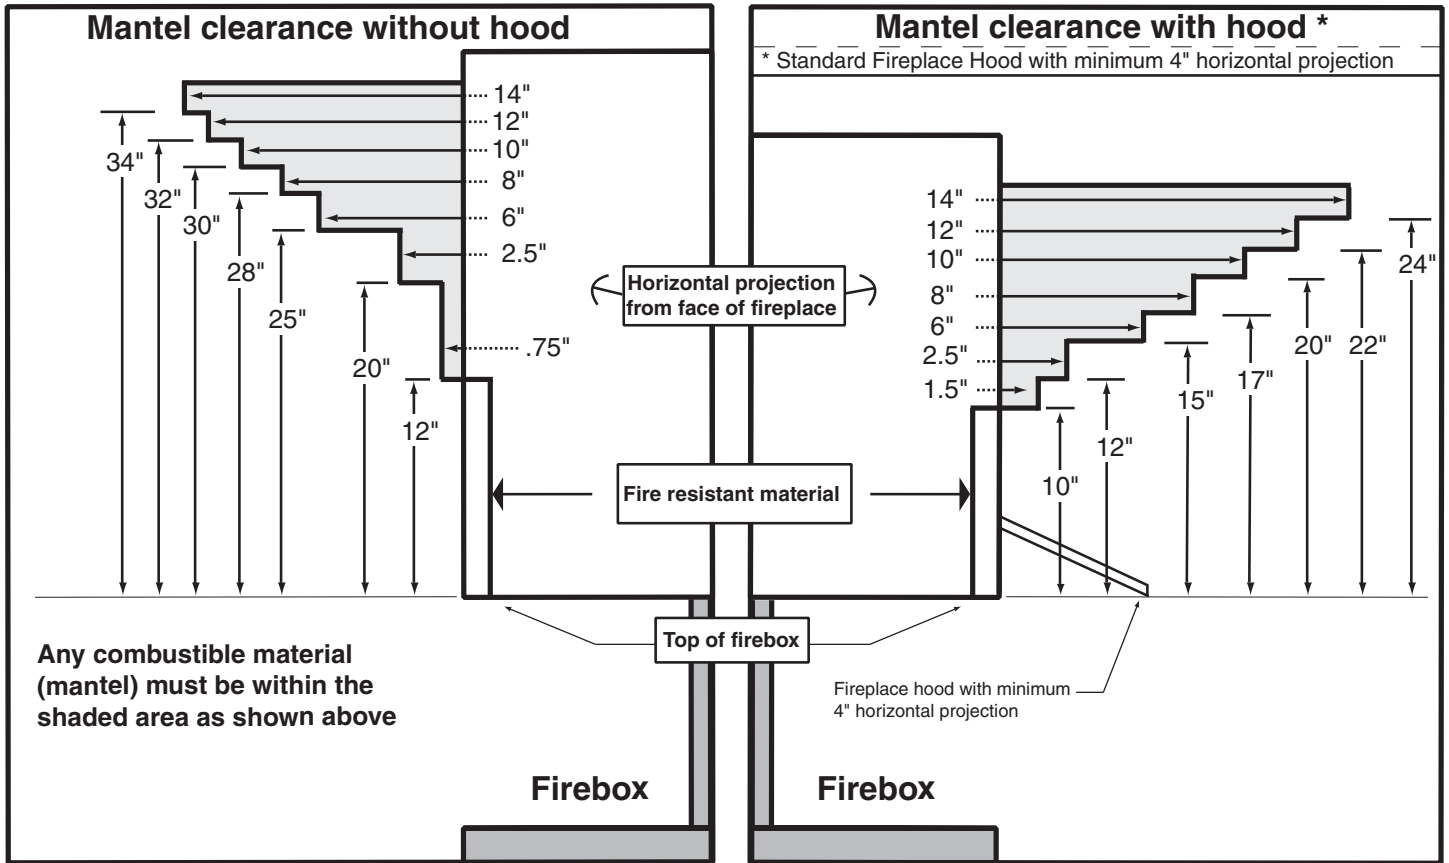 Mantel clearance without hood
14"
12"
10"
8"
6"
2.5"
.75"
34"
32"
30"
28"
25"
20"
12"
Any combustible material
(mantel) must be within the
shaded area as shown above
Firebox
Horizontal projection
from face of fireplace
Fire resistant material
Top of firebox
Mantel clearance with hood *
* Standard Fireplace Hood with minimum 4" horizontal projection
14"
12"
10"
8"
6"
2.5"
1.5"
24"
22"
20"
17"
15"
12"
10"
Fireplace hood with minimum
4" horizontal projection
Firebox